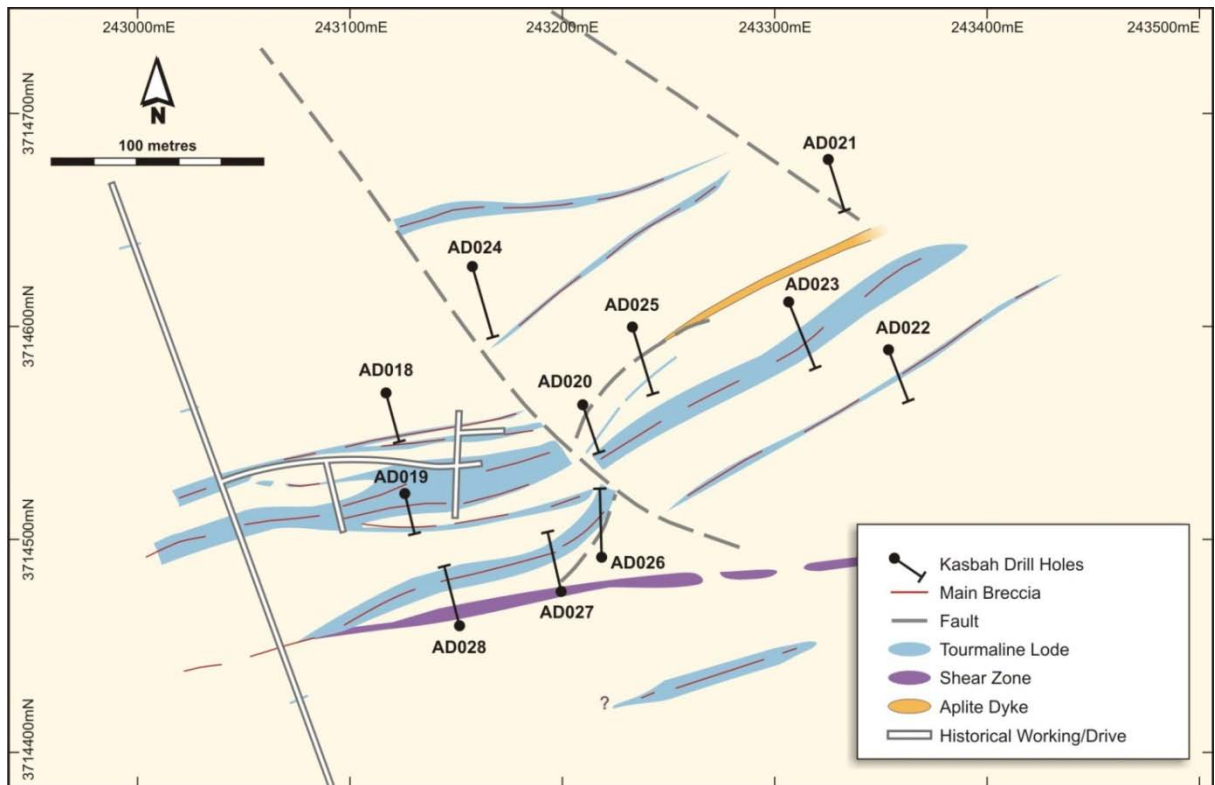 243000mE
243100mE
243200mE
243300mE
243400mE
243500mE
3714700mN
N
100 metres
AD021
AD024
AD025
AD023
3714600mN
AD022
AD018
AD020
AD019
3714500mN
AD026
AD027
AD028
?
3714400mN
Kasbah Drill Holes
Main Breccia
Fault
Tourmaline Lode
Shear Zone
Aplite Dyke
Historical Working/Drive